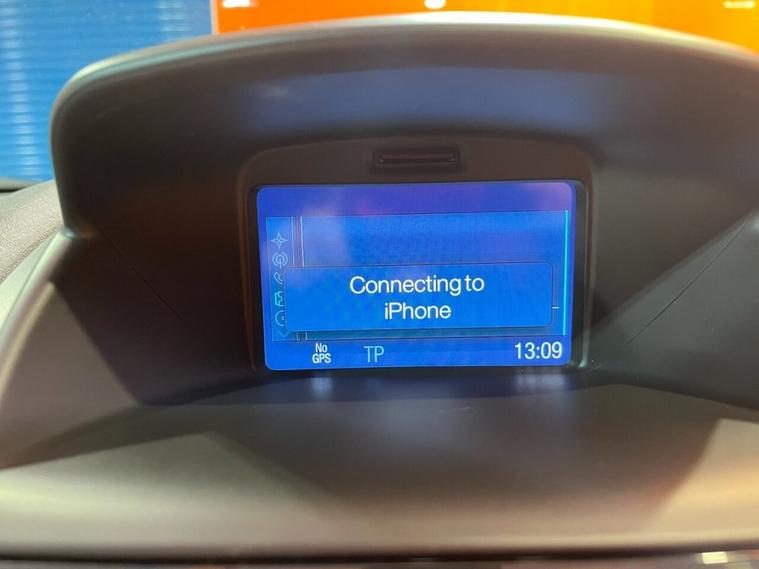 Connecting to
iPhone
No
GPS
TP
13:09